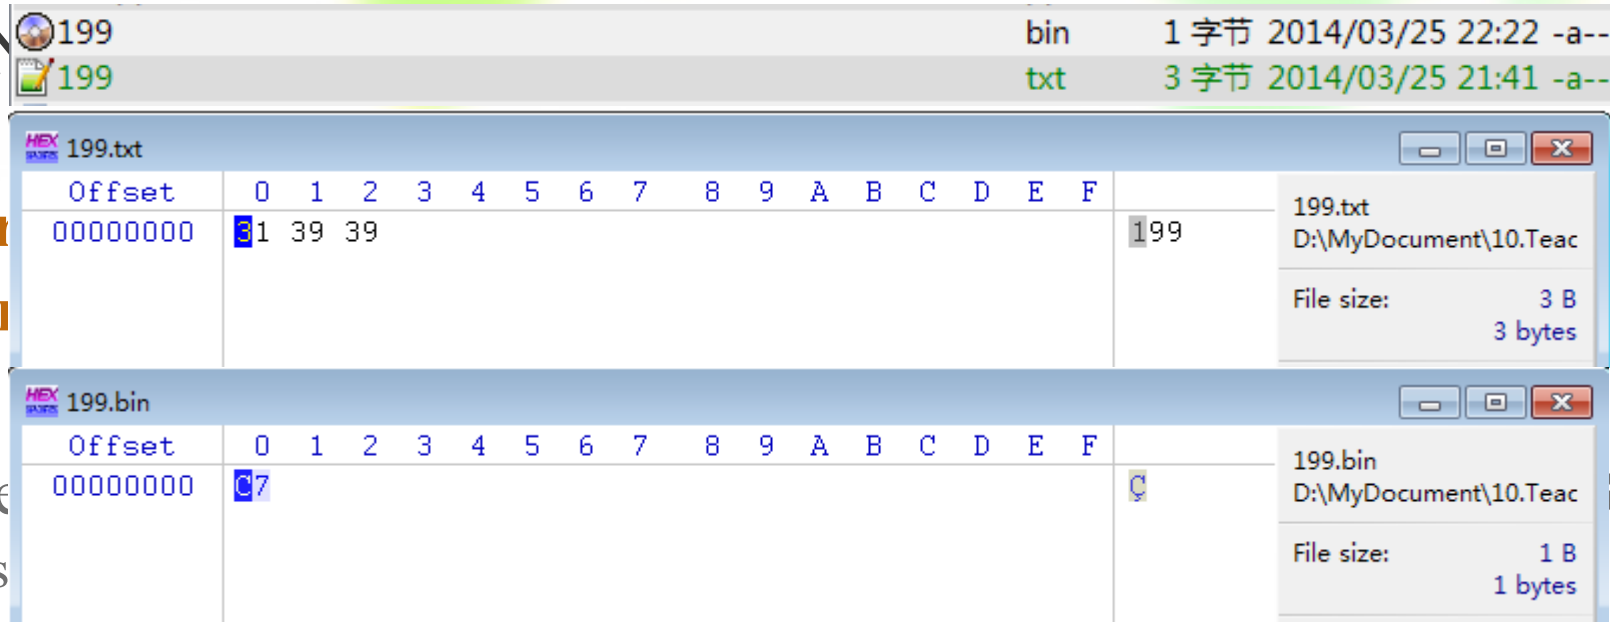 199 bin 1 字节 2014/03/25 22:22 -a--
199 txt 3 字节 2014/03/25 21:41 -a--
HEX 199.txt
Offset 0 1 2 3 4 5 6 7 8 9 A B C D E F
00000000 31 39 39 199
199.txt
D:\MyDocument\10.Teac
File size: 3 B
3 bytes
HEX 199.bin
Offset 0 1 2 3 4 5 6 7 8 9 A B C D E F
00000000 C7 Ç
199.bin
D:\MyDocument\10.Teac
File size: 1 B
1 bytes